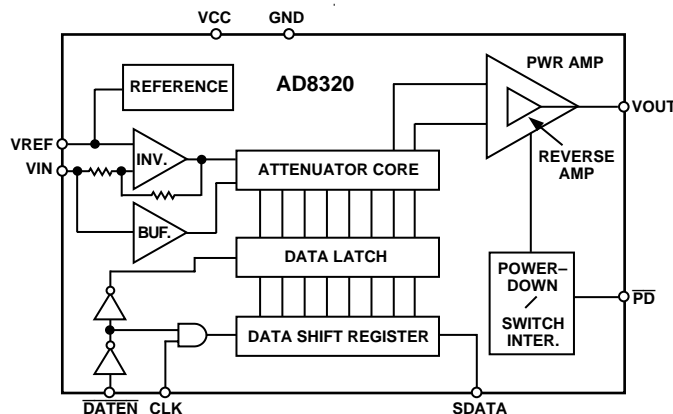 VCC GND
REFERENCE
AD8320
PWR AMP
VREF
VOUT
VIN
INV.
ATTENUATOR CORE
REVERSE
AMP
BUF.
DATA LATCH
POWER–
DOWN
/
SWITCH
INTER.
PD
DATA SHIFT REGISTER
DATEN CLK SDATA